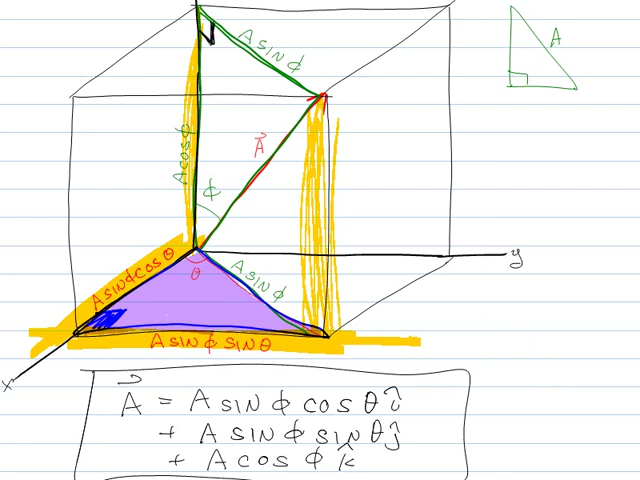 A sin φ
A
A cos φ
A⃗
φ
y
A sin φ cos θ
θ
A sin φ
A sin φ sin θ
x
A⃗ = A sin φ cos θ î
+ A sin φ sin θ ĵ
+ A cos φ k̂